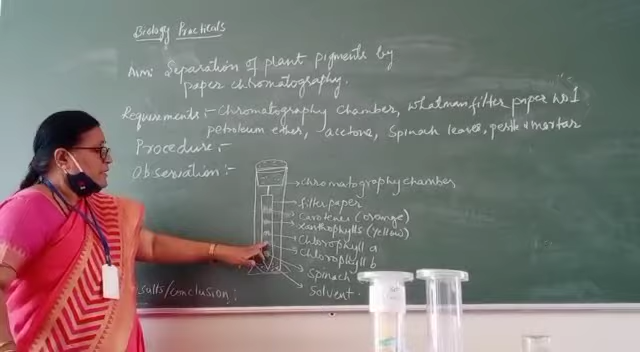 Biology Practicals
Aim: Separation of plant pigments by
paper chromatography.
Requirements:- Chromatography Chamber, Whatman filter paper No 1
petroleum ether, acetone, Spinach leaves, pestle & mortar
Procedure:-
Observation:-
Chromatography chamber
filter paper
Carotenes (orange)
Xanthophylls (yellow)
Chlorophyll a
Chlorophyll b
Spinach
Solvent.
sults/conclusion: